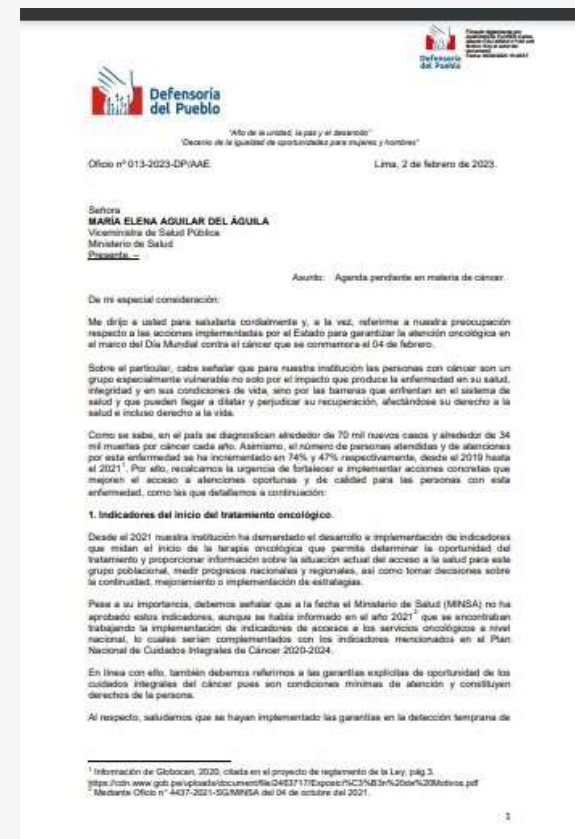 Defensoría
del Pueblo
Defensoría
del Pueblo
"Año de la unidad, la paz y el desarrollo"
"Decenio de la igualdad de oportunidades para mujeres y hombres"
Oficio nº 013-2023-DP/AAE
Lima, 2 de febrero de 2023.
Señora
MARÍA ELENA AGUILAR DEL ÁGUILA
Viceministra de Salud Pública
Ministerio de Salud
Presente. –
Asunto: Agenda pendiente en materia de cáncer.
De mi especial consideración:
Me dirijo a usted para saludarla cordialmente y, a la vez, referirme a nuestra preocupación
respecto a las acciones implementadas por el Estado para garantizar la atención oncológica en
el marco del Día Mundial contra el cáncer que se conmemora el 04 de febrero.
Sobre el particular, cabe señalar que para nuestra institución las personas con cáncer son un
grupo especialmente vulnerable no solo por el impacto que produce la enfermedad en su salud,
integridad y en sus condiciones de vida, sino por las barreras que enfrentan en el sistema de
salud y que pueden llegar a dilatar y perjudicar su recuperación, afectándose su derecho a la
salud e incluso derecho a la vida.
Como se sabe, en el país se diagnostican alrededor de 70 mil nuevos casos y alrededor de 34
mil muertes por cáncer cada año. Asimismo, el número de personas atendidas y de atenciones
por esta enfermedad se ha incrementado en 74% y 47% respectivamente, desde el 2019 hasta
el 2021¹. Por ello, recalcamos la urgencia de fortalecer e implementar acciones concretas que
mejoren el acceso a atenciones oportunas y de calidad para las personas con esta
enfermedad, como las que detallamos a continuación:
1. Indicadores del inicio del tratamiento oncológico.
Desde el 2021 nuestra institución ha demandado el desarrollo e implementación de indicadores
que midan el inicio de la terapia oncológica que permita determinar la oportunidad del
tratamiento y proporcionar información sobre la situación actual del acceso a la salud para este
grupo poblacional, medir progresos nacionales y regionales, así como tomar decisiones sobre
la continuidad, mejoramiento o implementación de estrategias.
Pese a su importancia, debemos señalar que a la fecha el Ministerio de Salud (MINSA) no ha
aprobado estos indicadores, aunque se había informado en el año 2021² que se encontraban
trabajando la implementación de indicadores de accesos a los servicios oncológicos a nivel
nacional, lo cuales serían complementados con los indicadores mencionados en el Plan
Nacional de Cuidados Integrales de Cáncer 2020-2024.
En línea con ello, también debemos referirnos a las garantías explícitas de oportunidad de los
cuidados integrales del cáncer pues son condiciones mínimas de atención y constituyen
derechos de la persona.
Al respecto, saludamos que se hayan implementado las garantías en la detección temprana de
¹ Información de Globocan, 2020, citada en el proyecto de reglamento de la Ley, pág.3.
https://cdn.www.gob.pe/uploads/document/file/2463717/Exposici%C3%B3n%20de%20Motivos.pdf
² Mediante Oficio n° 4437-2021-SG/MINSA del 04 de octubre del 2021.
1